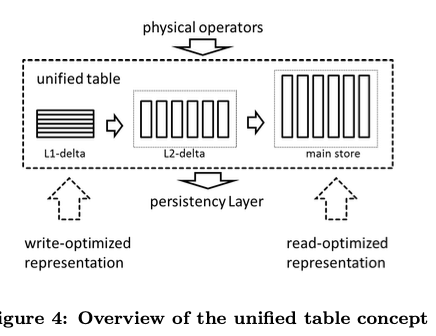 physical operators
unified table
L1-delta
L2-delta
main store
persistency Layer
write-optimized
representation
read-optimized
representation
igure 4: Overview of the unified table concept